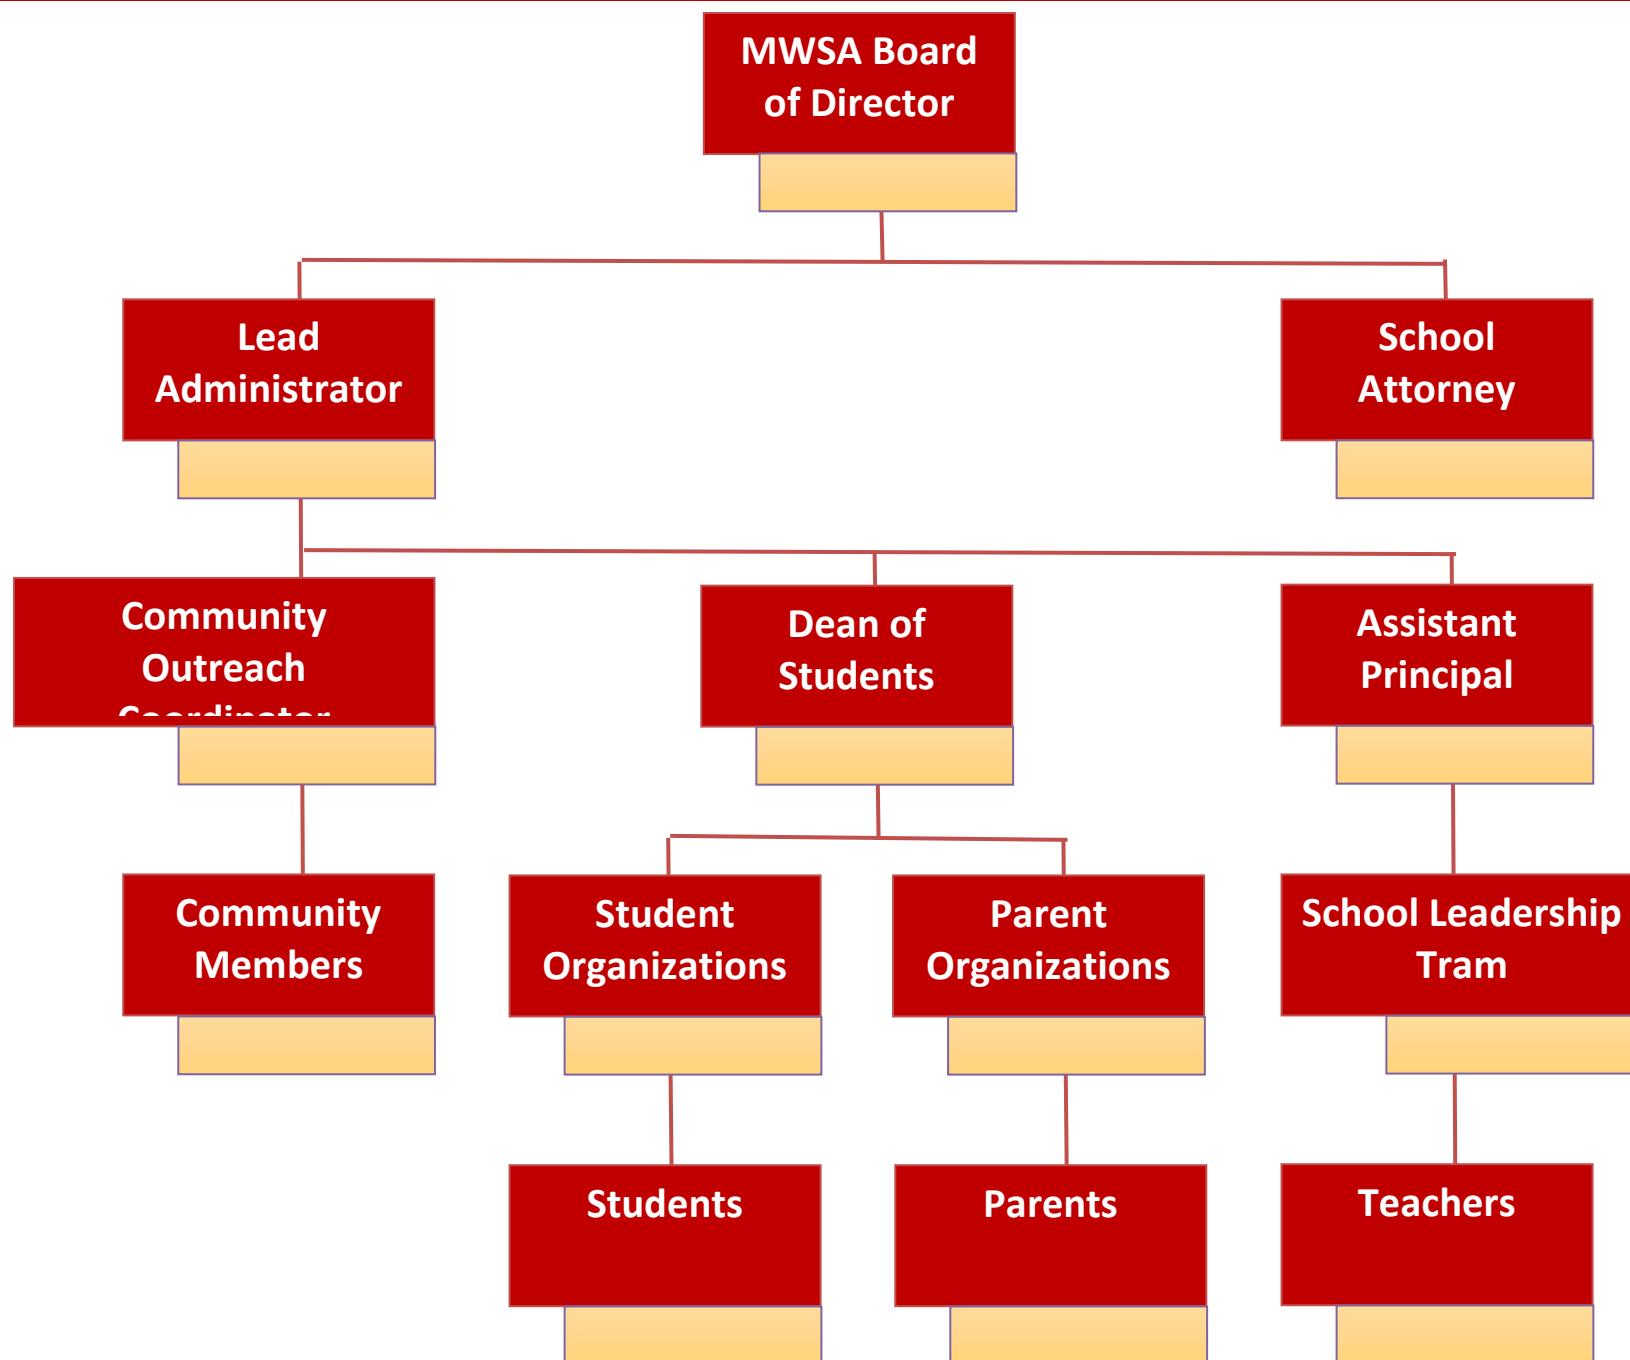 MWSA Board
of Director
Lead
Administrator
School
Attorney
Community
Outreach
Coordinator
Dean of
Students
Assistant
Principal
Community
Members
Student
Organizations
Parent
Organizations
School Leadership
Tram
Students
Parents
Teachers